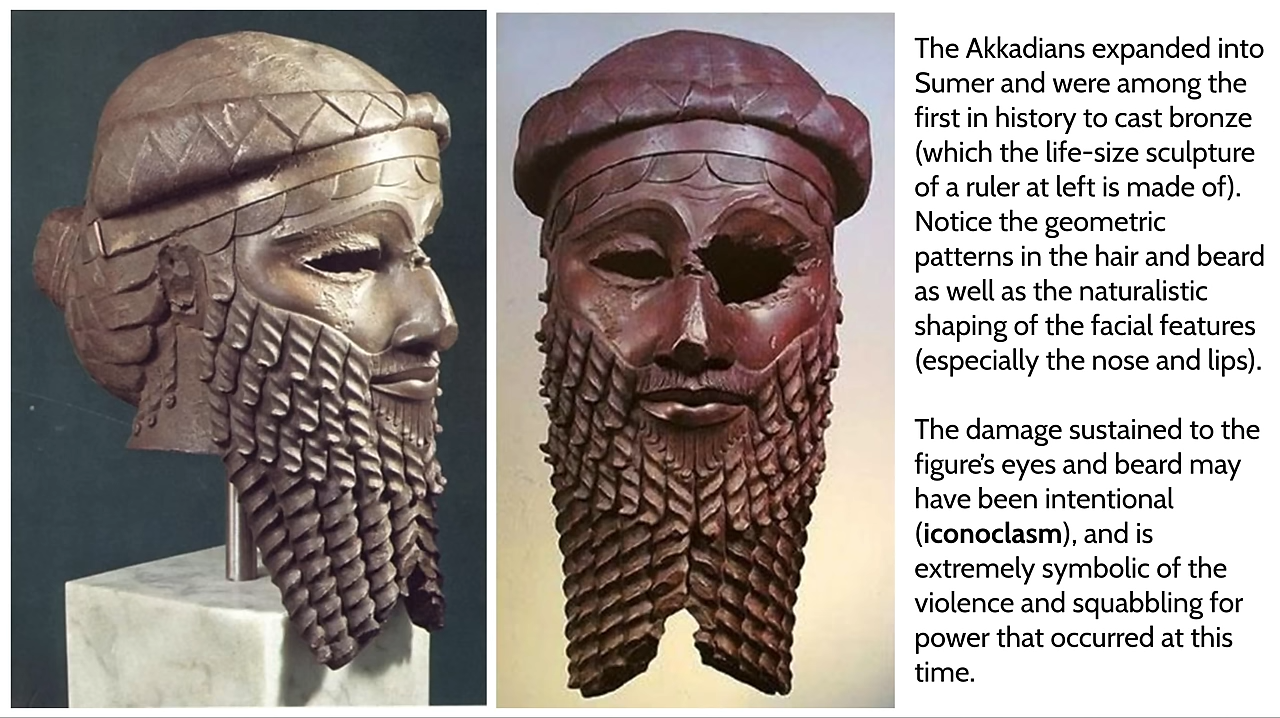 The Akkadians expanded into
Sumer and were among the
first in history to cast bronze
(which the life-size sculpture
of a ruler at left is made of).
Notice the geometric
patterns in the hair and beard
as well as the naturalistic
shaping of the facial features
(especially the nose and lips).
The damage sustained to the
figure's eyes and beard may
have been intentional
(iconoclasm), and is
extremely symbolic of the
violence and squabbling for
power that occurred at this
time.